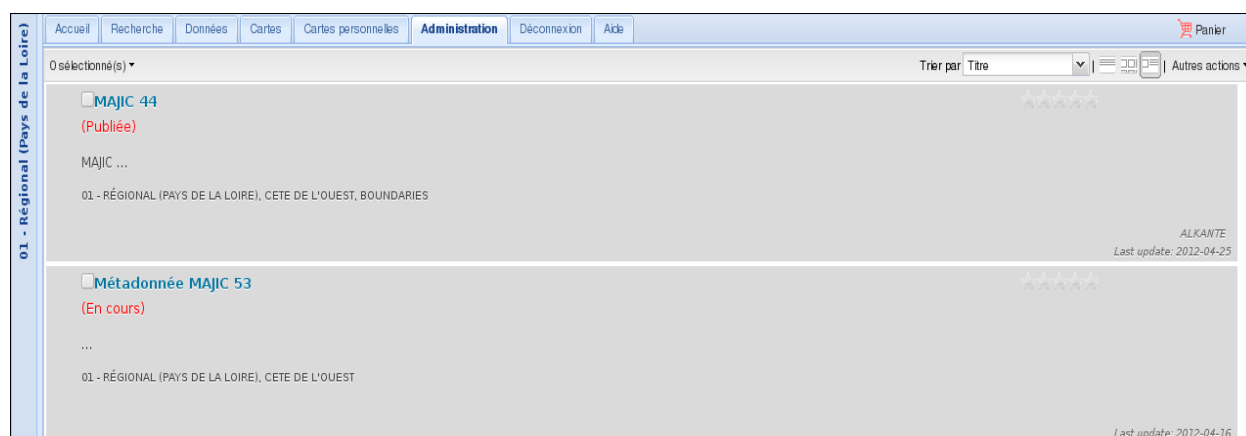 Accueil Recherche Données Cartes Cartes personnelles Administration Déconnexion Aide Panier
01 - Régional (Pays de la Loire)
0 sélectionné(s) Trier par Titre | | Autres actions
MAJIC 44
(Publiée)
MAJIC ...
01 - RÉGIONAL (PAYS DE LA LOIRE), CETE DE L'OUEST, BOUNDARIES
ALKANTE
Last update: 2012-04-25
Métadonnée MAJIC 53
(En cours)
...
01 - RÉGIONAL (PAYS DE LA LOIRE), CETE DE L'OUEST
Last update: 2012-04-16